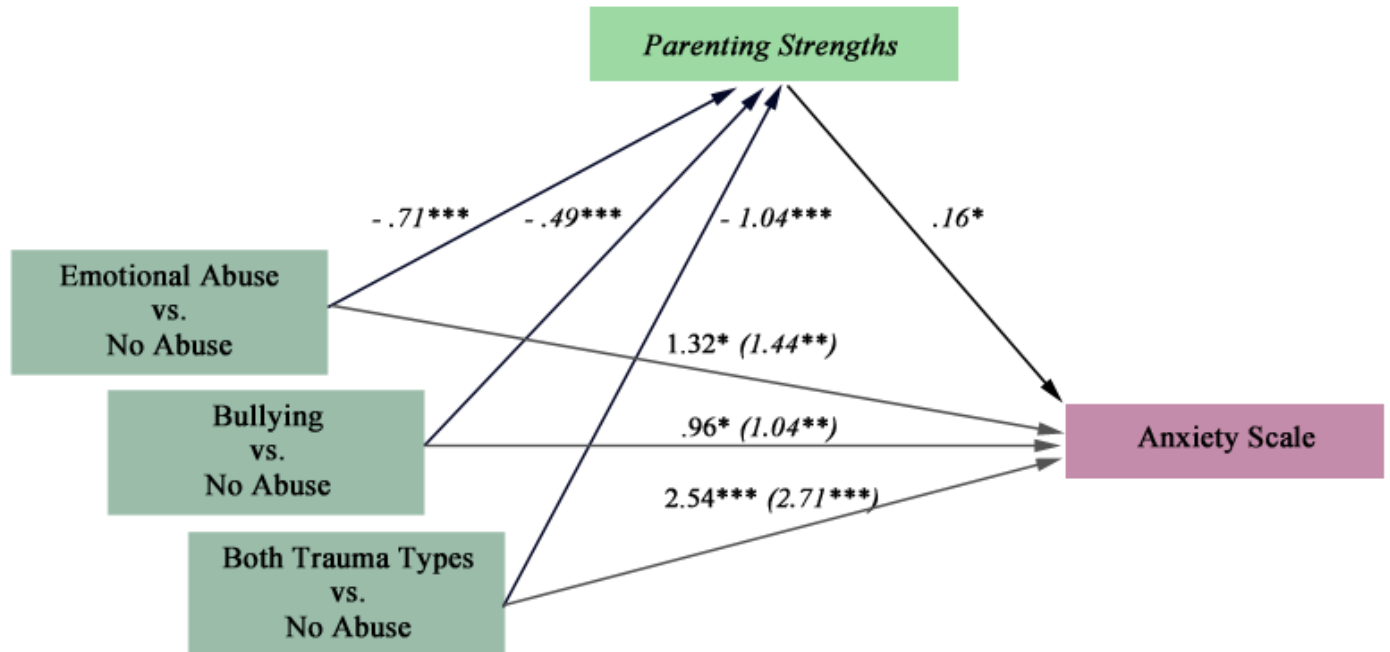 Parenting Strengths
- .71***
- .49***
- 1.04***
.16*
Emotional Abuse
vs.
No Abuse
1.32* (1.44**)
Bullying
vs.
No Abuse
.96* (1.04**)
Anxiety Scale
2.54*** (2.71***)
Both Trauma Types
vs.
No Abuse